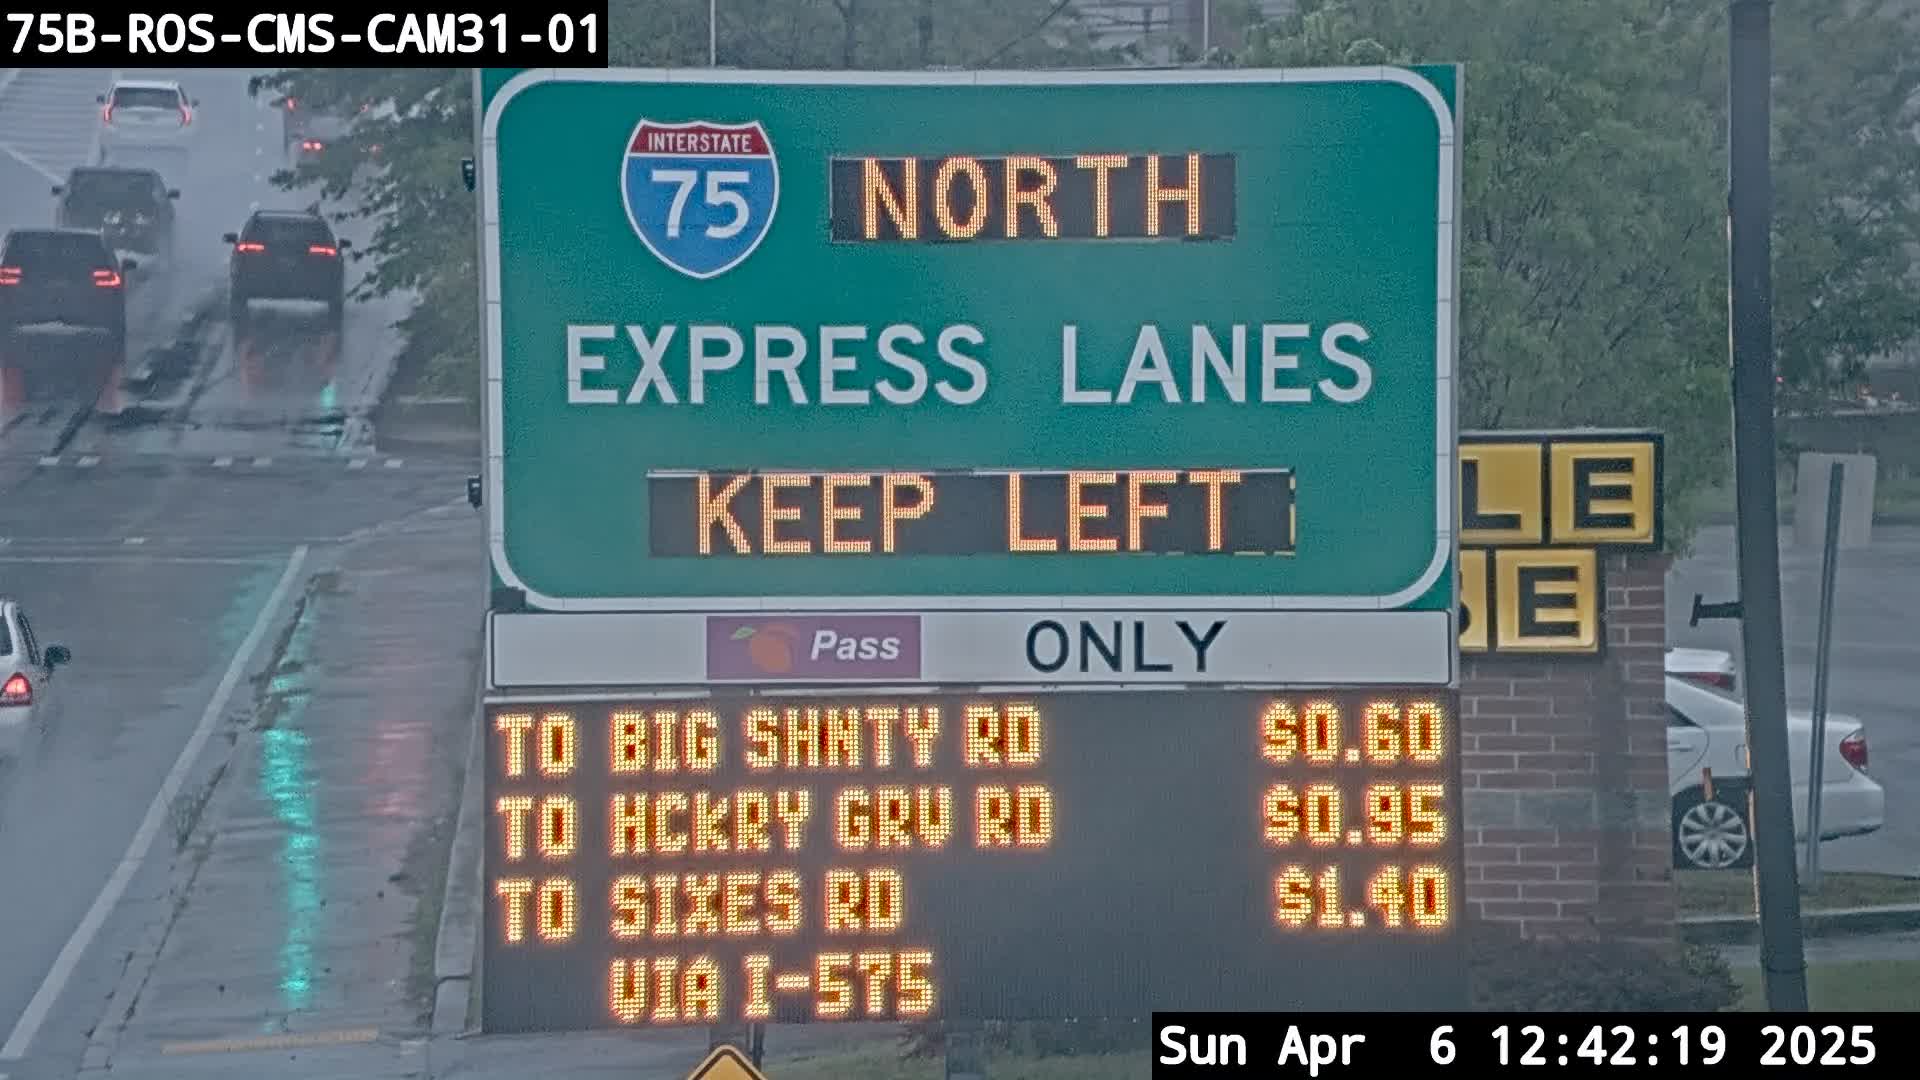 75B-ROS-CMS-CAM31-01
INTERSTATE
75
NORTH
EXPRESS LANES
KEEP LEFT
LE
E
Pass ONLY
TO BIG SHNTY RD $0.60
TO HCKRY GRV RD $0.95
TO SIXES RD $1.40
VIA I-575
Sun Apr 6 12:42:19 2025